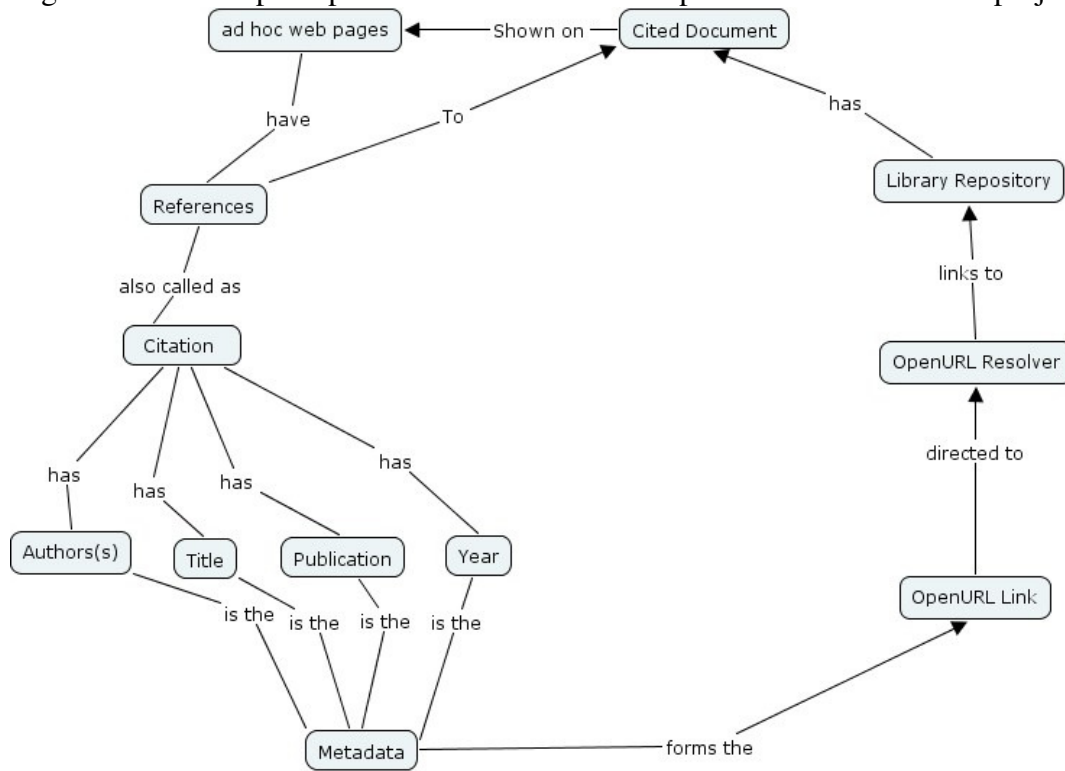 ad hoc web pages
Shown on
Cited Document
have
To
has
Library Repository
References
links to
also called as
Citation
OpenURL Resolver
has
has
has
has
directed to
Authors(s)
Title
Publication
Year
OpenURL Link
is the
is the
is the
is the
Metadata
forms the